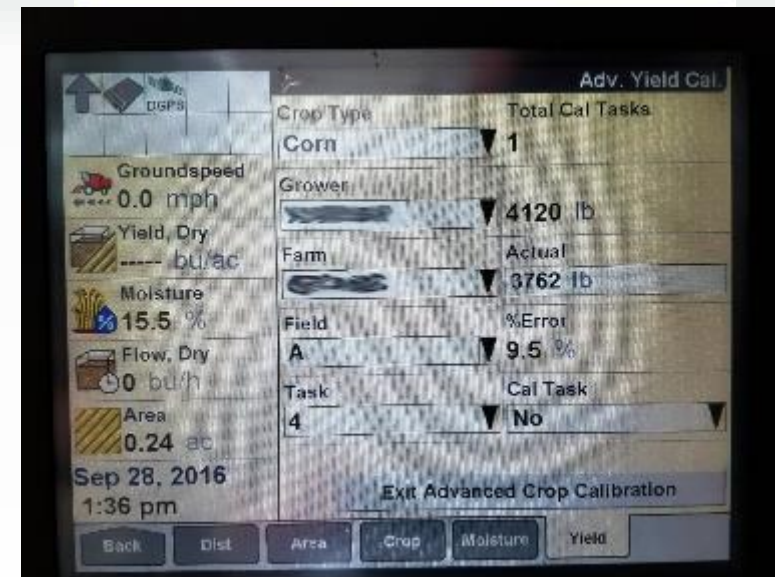 Adv. Yield Cal.
DGPS
Crop Type
Corn
Total Cal Tasks
1
Groundspeed
0.0 mph
Grower
4120 lb
Yield, Dry
----- bu/ac
Farm
Actual
3762 lb
Moisture
15.5 %
Field
A
%Error
9.5 %
Flow, Dry
0 bu/h
Task
4
Cal Task
No
Area
0.24 ac
Sep 28, 2016
1:36 pm
Exit Advanced Crop Calibration
Back
Dist
Area
Crop
Moisture
Yield